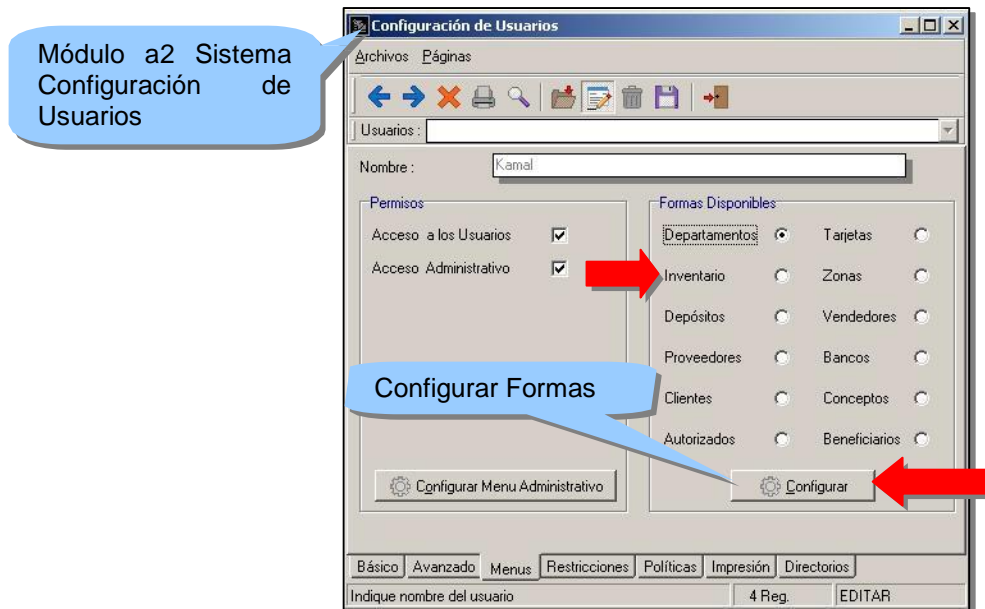 Configuración de Usuarios
Módulo a2 Sistema
Configuración de
Usuarios
Archivos Páginas
Usuarios :
Nombre : Kamal
Permisos
Acceso a los Usuarios
Acceso Administrativo
Formas Disponibles
Departamentos Tarjetas
Inventario Zonas
Depósitos Vendedores
Proveedores Bancos
Clientes Conceptos
Autorizados Beneficiarios
Configurar Formas
Configurar Menu Administrativo
Configurar
Básico Avanzado Menus Restricciones Políticas Impresión Directorios
Indique nombre del usuario 4 Reg. EDITAR